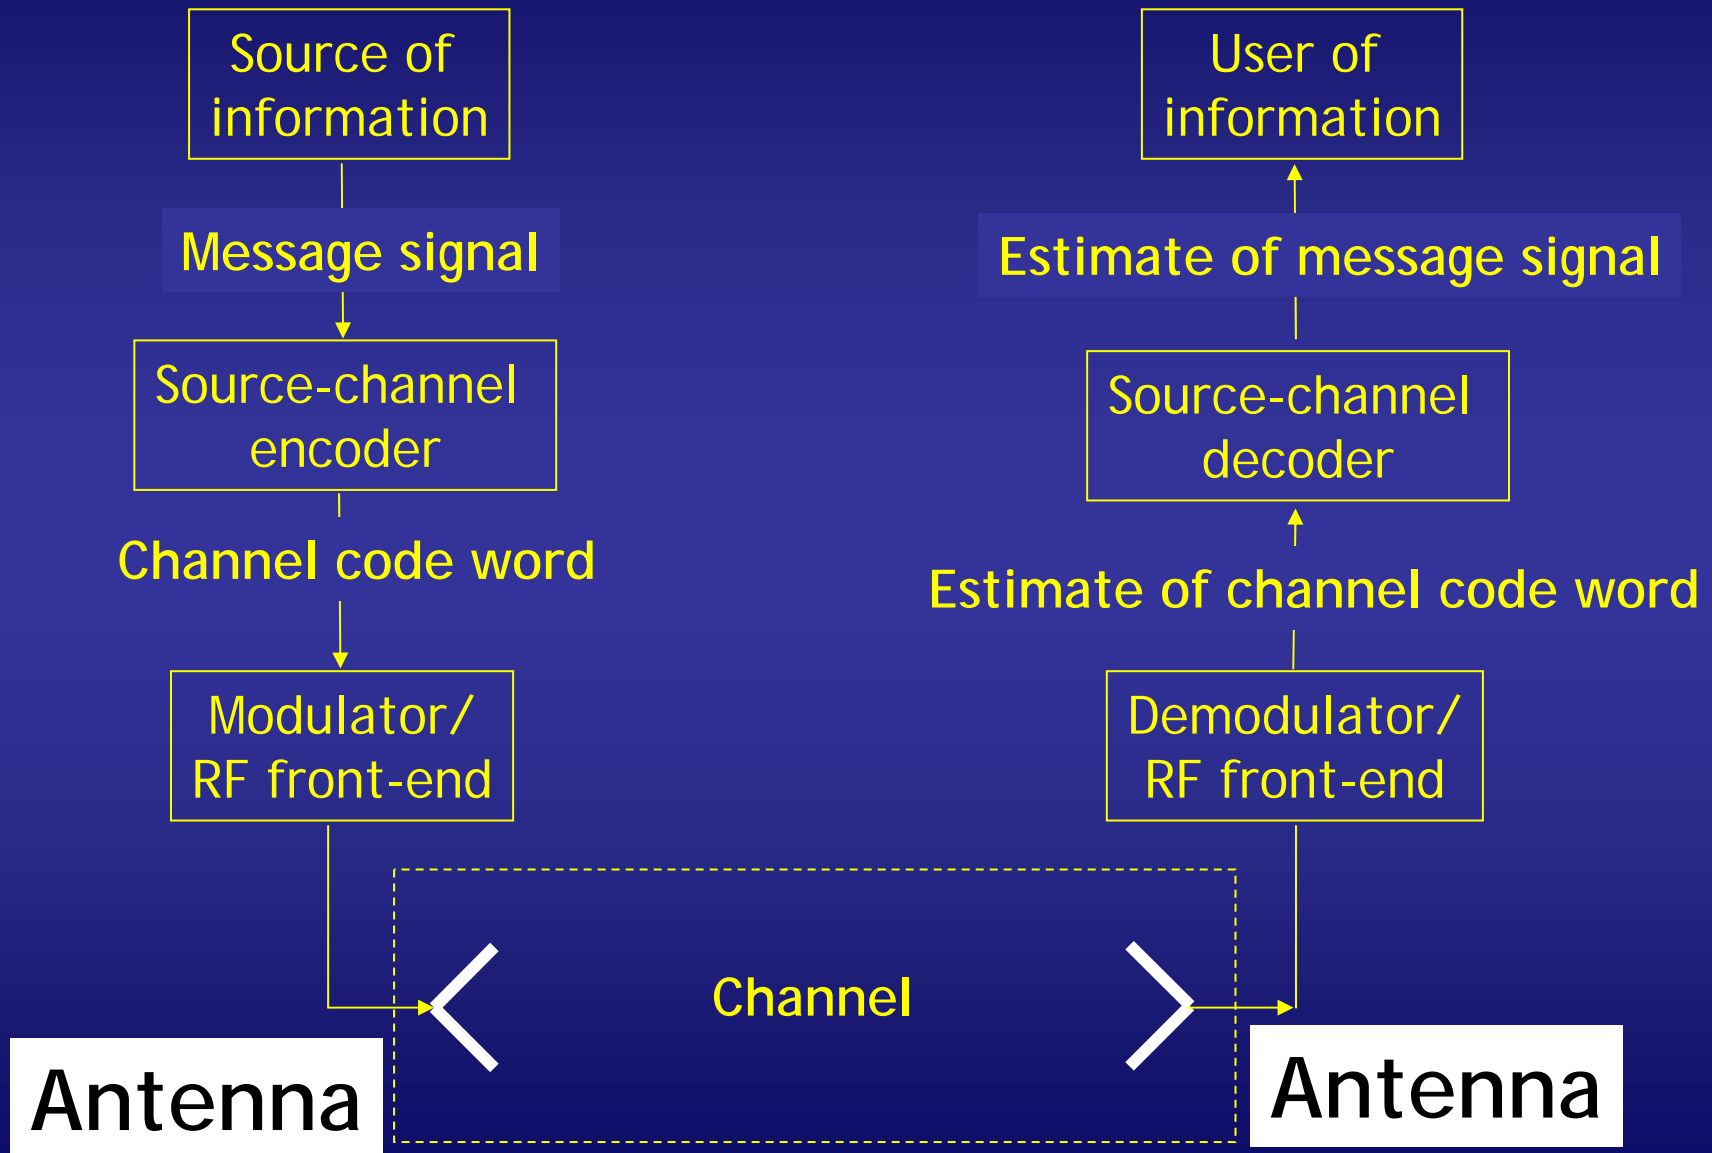 Source of
information
Message signal
Source-channel
encoder
Channel code word
Modulator/
RF front-end
Antenna
Channel
User of
information
Estimate of message signal
Source-channel
decoder
Estimate of channel code word
Demodulator/
RF front-end
Antenna